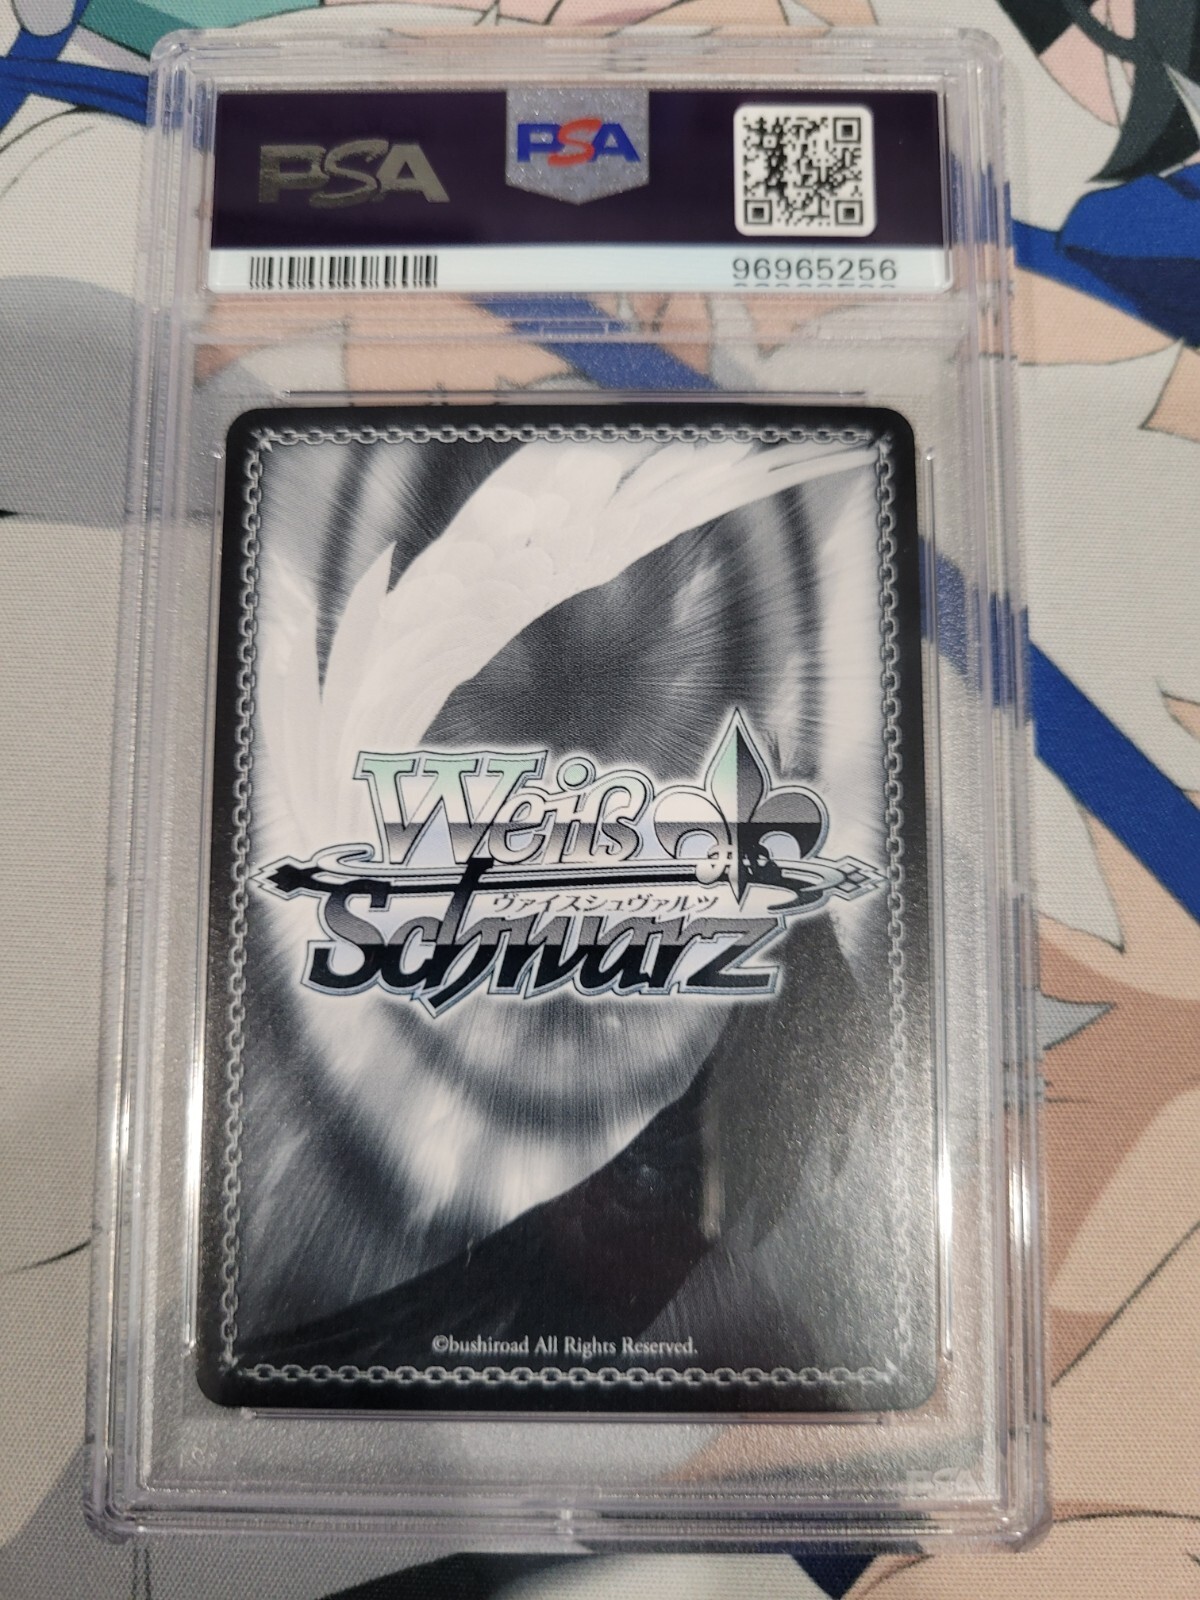 PSA
PSA
96965256
Weiß
ヴァイスシュヴァルツ
Schwarz
©bushiroad All Rights Reserved.
PSA